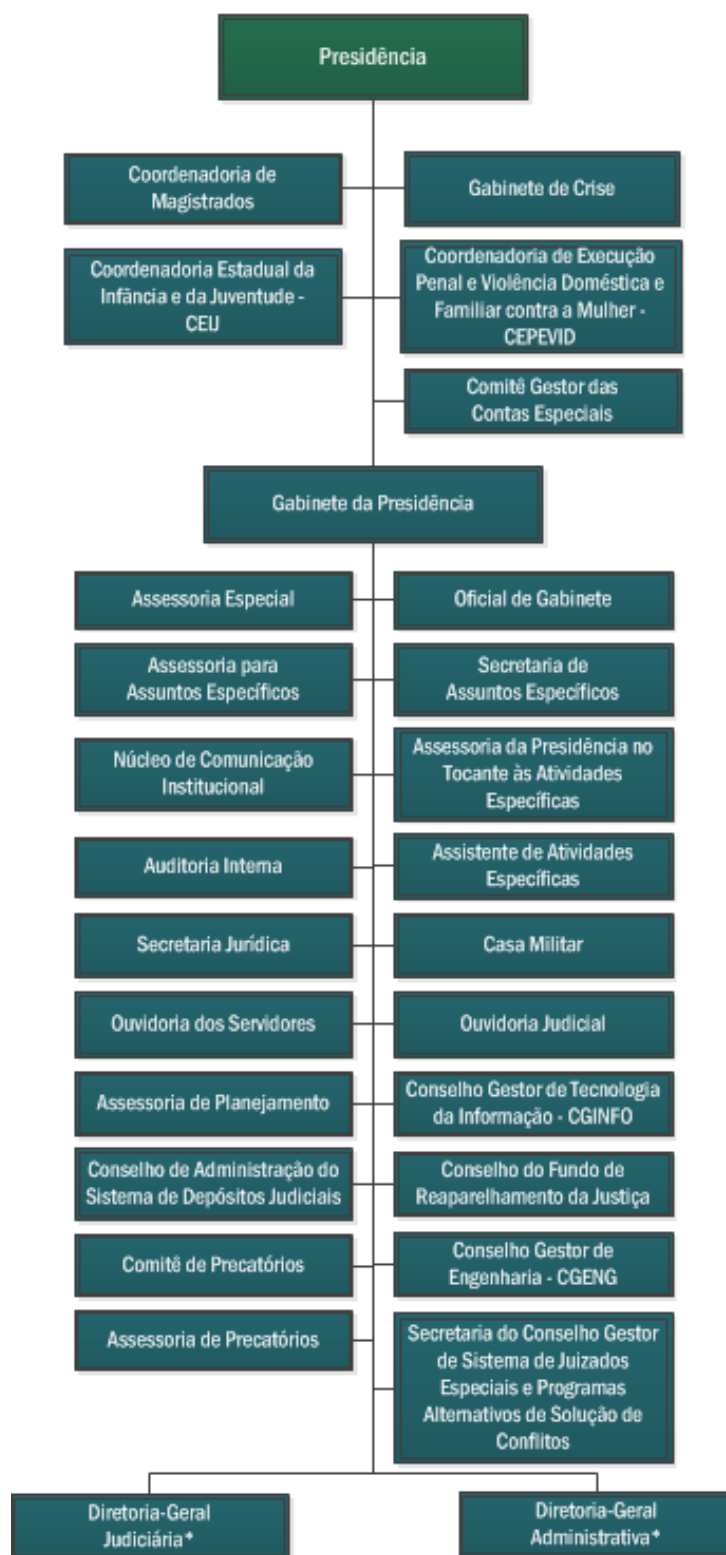 Presidência
Coordenadoria de
Magistrados
Gabinete de Crise
Coordenadoria Estadual da
Infância e da Juventude -
CEIJ
Coordenadoria de Execução
Penal e Violência Doméstica e
Familiar contra a Mulher -
CEPEVID
Comitê Gestor das
Contas Especiais
Gabinete da Presidência
Assessoria Especial
Oficial de Gabinete
Assessoria para
Assuntos Específicos
Secretaria de
Assuntos Específicos
Núcleo de Comunicação
Institucional
Assessoria da Presidência no
Tocante às Atividades
Específicas
Auditoria Interna
Assistente de Atividades
Específicas
Secretaria Jurídica
Casa Militar
Ouvidoria dos Servidores
Ouvidoria Judicial
Assessoria de Planejamento
Conselho Gestor de Tecnologia
da Informação - CGINFO
Conselho de Administração do
Sistema de Depósitos Judiciais
Conselho do Fundo de
Reaparelhamento da Justiça
Comitê de Precatórios
Conselho Gestor de
Engenharia - CGENG
Assessoria de Precatórios
Secretaria do Conselho Gestor
de Sistema de Juizados
Especiais e Programas
Alternativos de Solução de
Conflitos
Diretoria-Geral
Judiciária*
Diretoria-Geral
Administrativa*